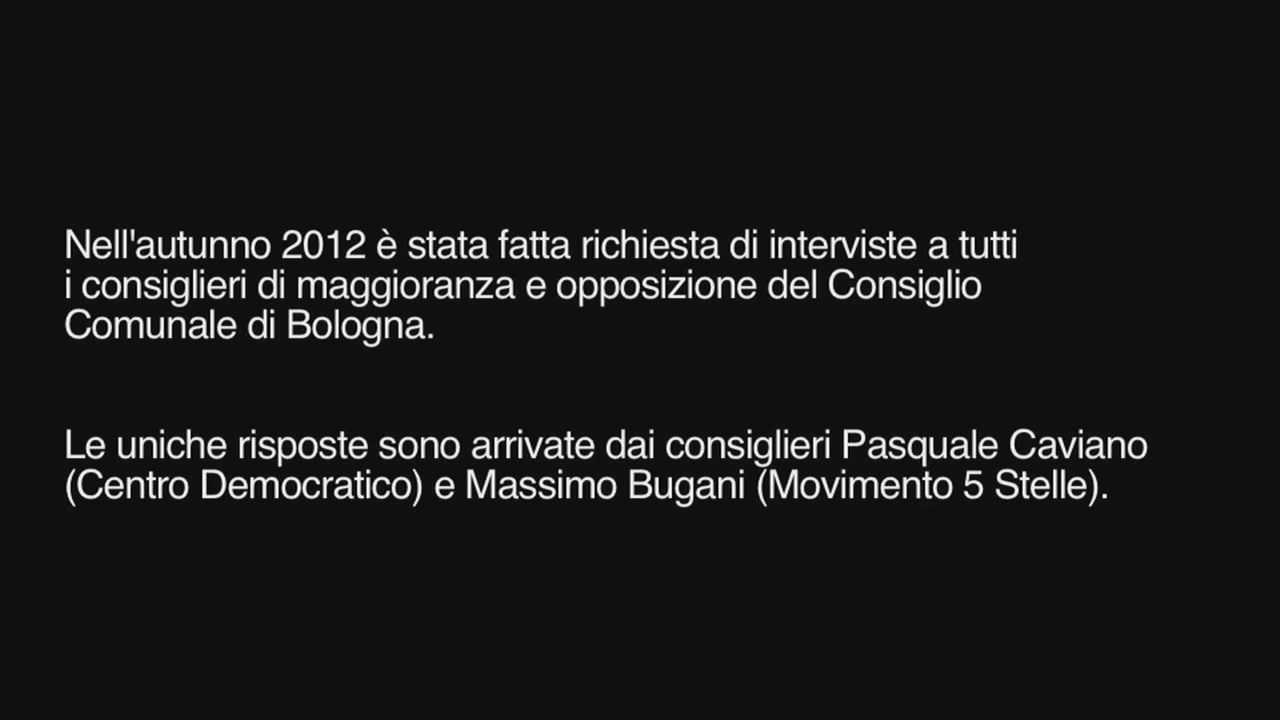 Nell'autunno 2012 è stata fatta richiesta di interviste a tutti
i consiglieri di maggioranza e opposizione del Consiglio
Comunale di Bologna.
Le uniche risposte sono arrivate dai consiglieri Pasquale Caviano
(Centro Democratico) e Massimo Bugani (Movimento 5 Stelle).